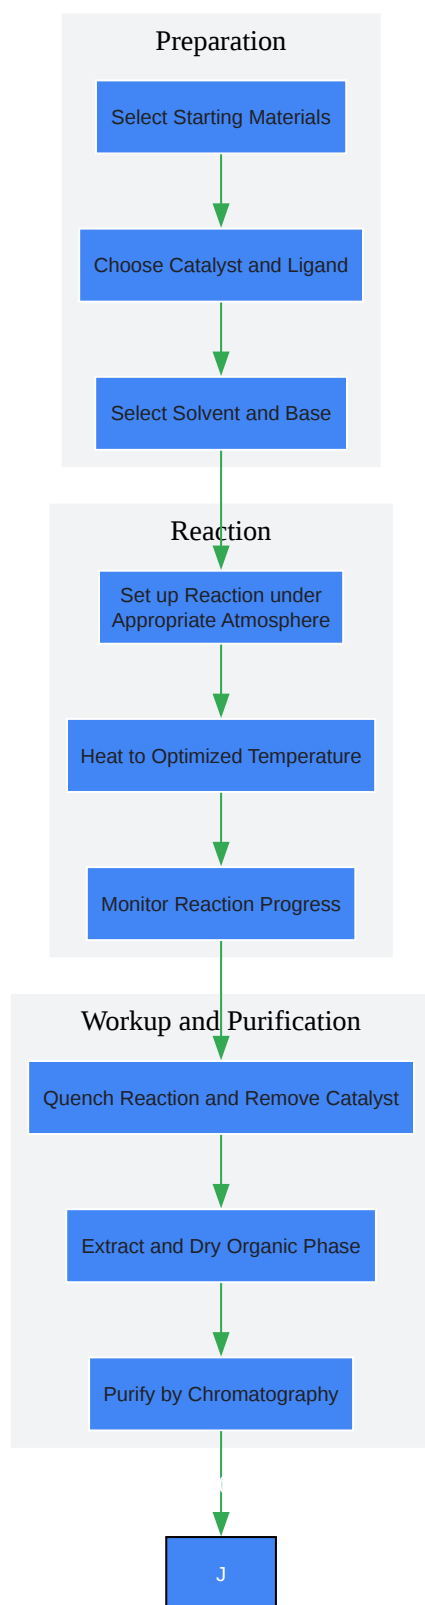 Preparation
Select Starting Materials
Choose Catalyst and Ligand
Select Solvent and Base
Reaction
Set up Reaction under
Appropriate Atmosphere
Heat to Optimized Temperature
Monitor Reaction Progress
Workup and Purification
Quench Reaction and Remove Catalyst
Extract and Dry Organic Phase
Purify by Chromatography
J